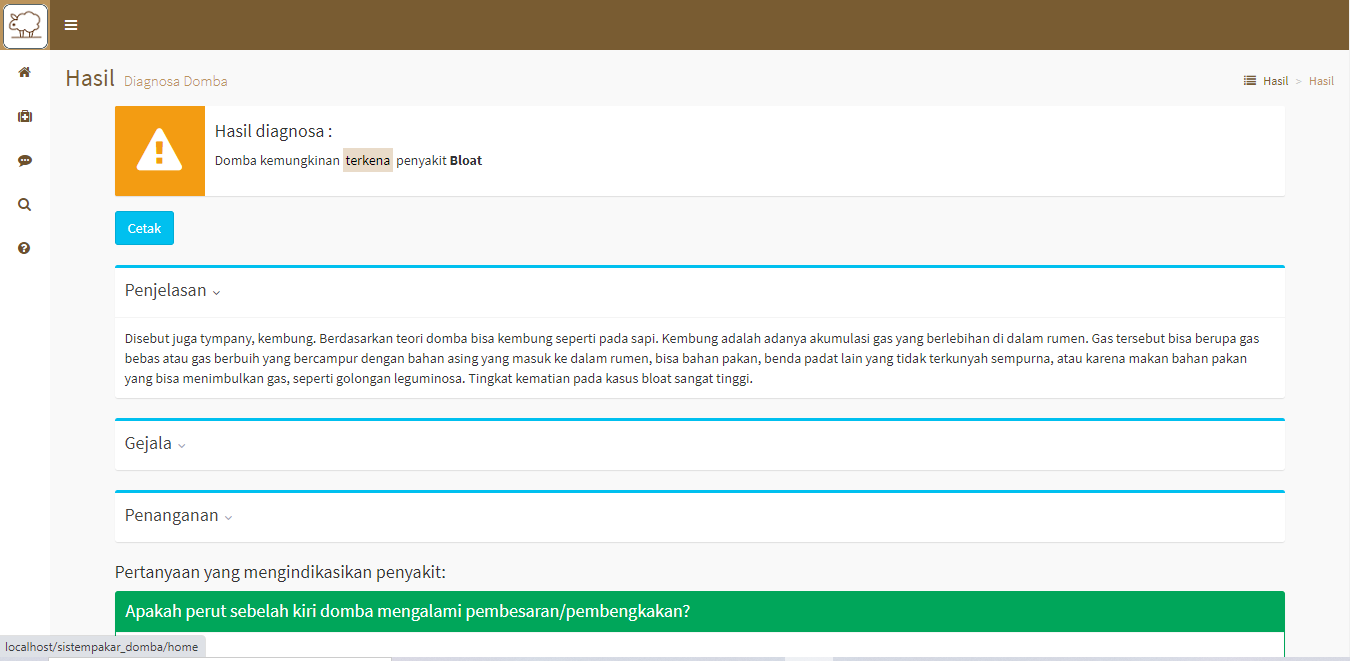 Hasil Diagnosa Domba
Hasil > Hasil
Hasil diagnosa :
Domba kemungkinan terkena penyakit Bloat
Cetak
Penjelasan
Disebut juga tympany, kembung. Berdasarkan teori domba bisa kembung seperti pada sapi. Kembung adalah adanya akumulasi gas yang berlebihan di dalam rumen. Gas tersebut bisa berupa gas
bebas atau gas berbuih yang bercampur dengan bahan asing yang masuk ke dalam rumen, bisa bahan pakan, benda padat lain yang tidak terkunyah sempurna, atau karena makan bahan pakan
yang bisa menimbulkan gas, seperti golongan leguminosa. Tingkat kematian pada kasus bloat sangat tinggi.
Gejala
Penanganan
Pertanyaan yang mengindikasikan penyakit:
Apakah perut sebelah kiri domba mengalami pembesaran/pembengkakan?
localhost/sistempakar_domba/home